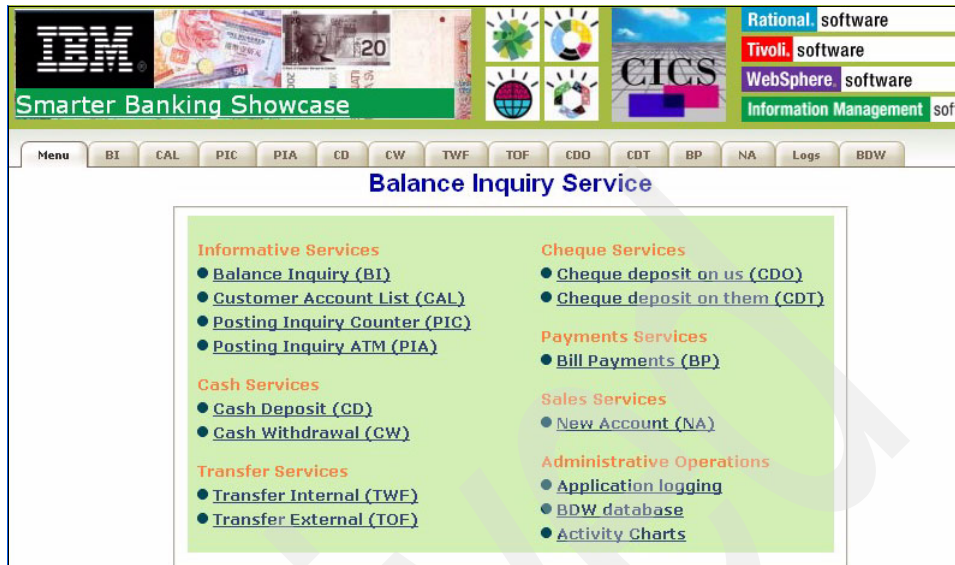 IBM®
Smarter Banking Showcase
20
50
CICS
Rational. software
Tivoli. software
WebSphere. software
Information Management sof
Menu BI CAL PIC PIA CD CW TWF TOF CDO CDT BP NA Logs BDW
Balance Inquiry Service
Informative Services
Balance Inquiry (BI)
Customer Account List (CAL)
Posting Inquiry Counter (PIC)
Posting Inquiry ATM (PIA)
Cash Services
Cash Deposit (CD)
Cash Withdrawal (CW)
Transfer Services
Transfer Internal (TWF)
Transfer External (TOF)
Cheque Services
Cheque deposit on us (CDO)
Cheque deposit on them (CDT)
Payments Services
Bill Payments (BP)
Sales Services
New Account (NA)
Administrative Operations
Application logging
BDW database
Activity Charts